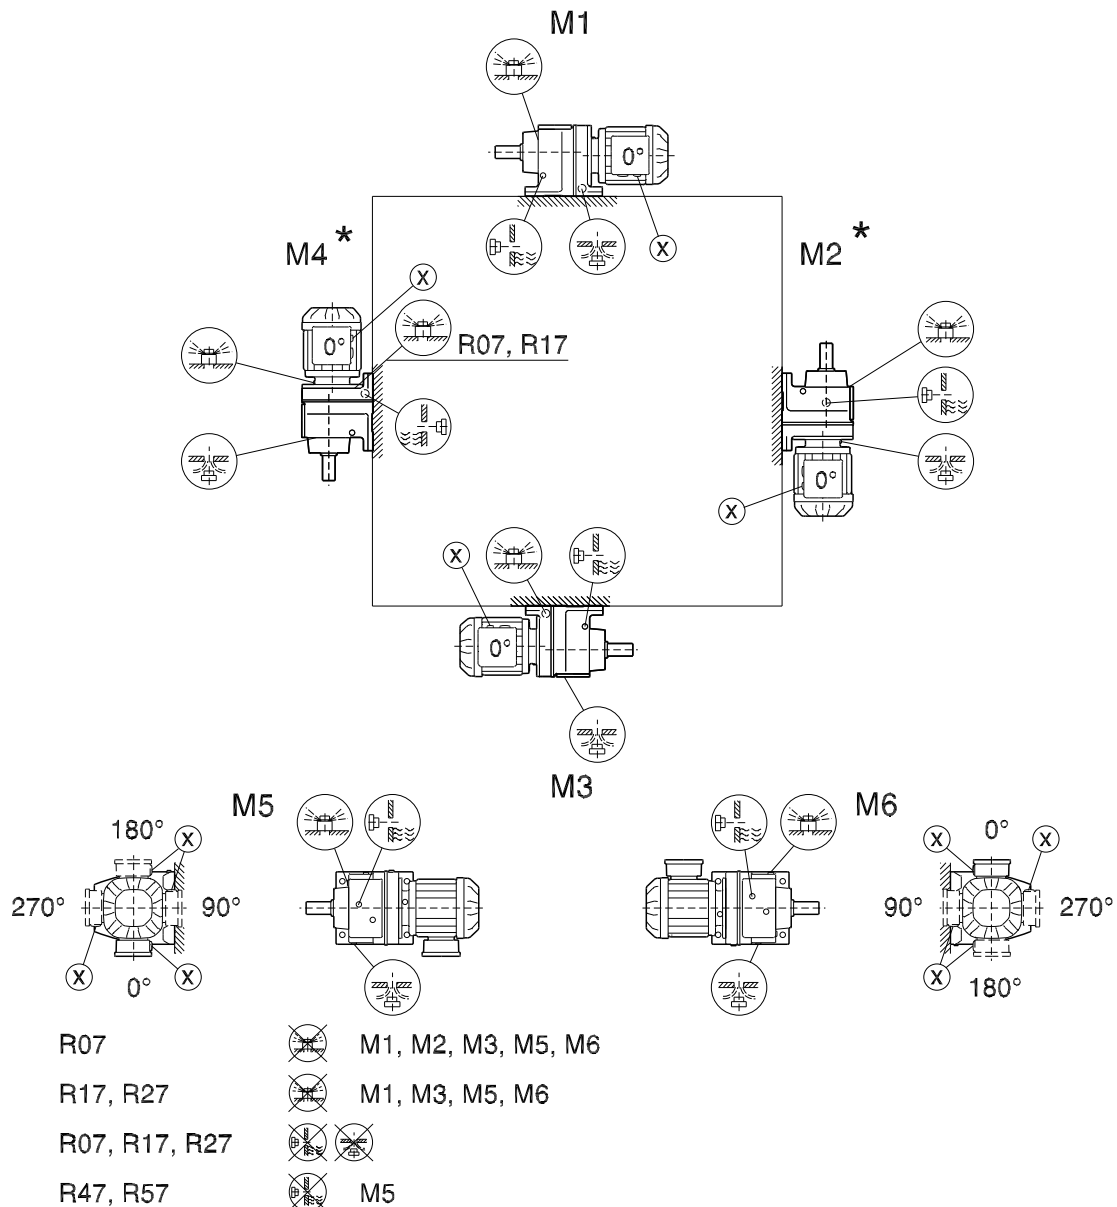 M1
0°
X
M4 *
M2 *
X
0°
R07, R17
0°
X
X
0°
M3
M5
M6
180°
X
270°
90°
X
0°
X
X
0°
X
90°
270°
X
180°
R07 M1, M2, M3, M5, M6
R17, R27 M1, M3, M5, M6
R07, R17, R27
R47, R57 M5